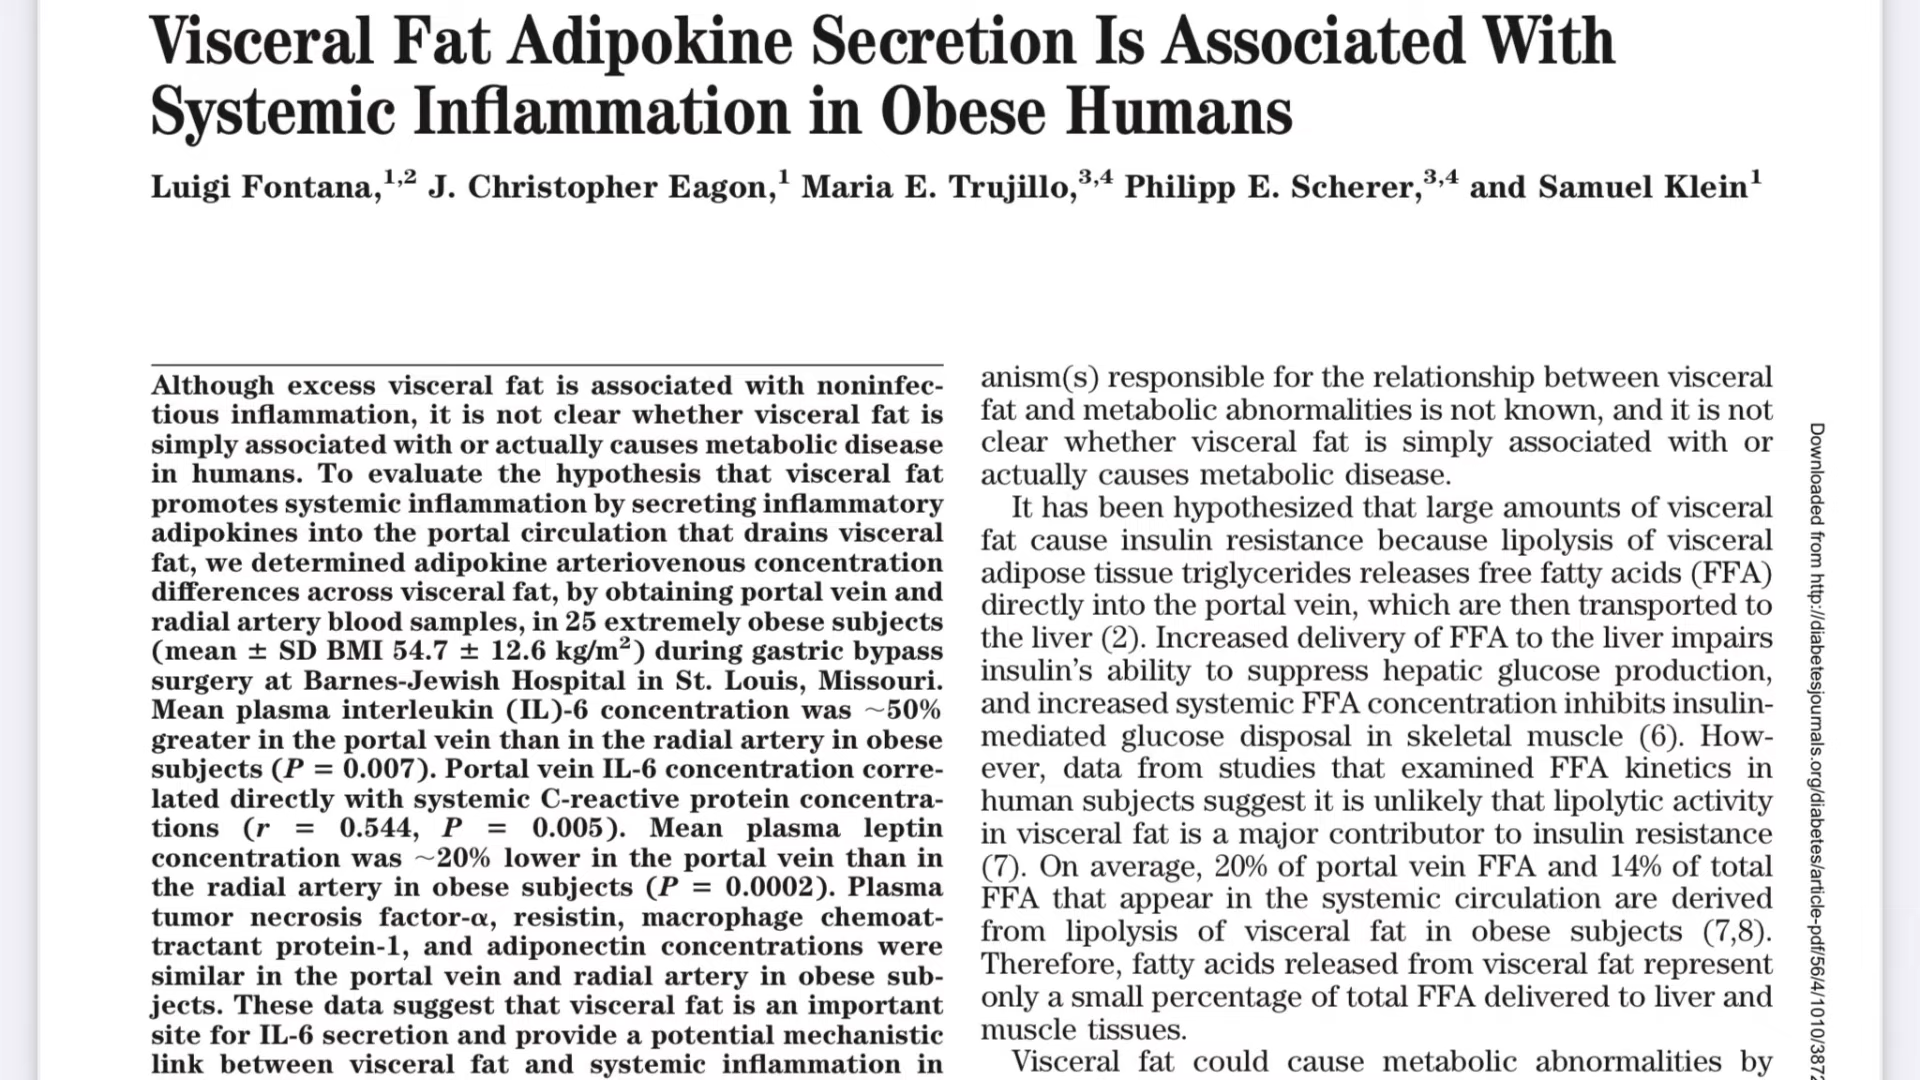 Visceral Fat Adipokine Secretion Is Associated With
Systemic Inflammation in Obese Humans
Luigi Fontana,1,2 J. Christopher Eagon,1 Maria E. Trujillo,3,4 Philipp E. Scherer,3,4 and Samuel Klein1
Although excess visceral fat is associated with noninfec-
tious inflammation, it is not clear whether visceral fat is
simply associated with or actually causes metabolic disease
in humans. To evaluate the hypothesis that visceral fat
promotes systemic inflammation by secreting inflammatory
adipokines into the portal circulation that drains visceral
fat, we determined adipokine arteriovenous concentration
differences across visceral fat, by obtaining portal vein and
radial artery blood samples, in 25 extremely obese subjects
(mean ± SD BMI 54.7 ± 12.6 kg/m²) during gastric bypass
surgery at Barnes-Jewish Hospital in St. Louis, Missouri.
Mean plasma interleukin (IL)-6 concentration was ~50%
greater in the portal vein than in the radial artery in obese
subjects (P = 0.007). Portal vein IL-6 concentration corre-
lated directly with systemic C-reactive protein concentra-
tions (r = 0.544, P = 0.005). Mean plasma leptin
concentration was ~20% lower in the portal vein than in
the radial artery in obese subjects (P = 0.0002). Plasma
tumor necrosis factor-α, resistin, macrophage chemoat-
tractant protein-1, and adiponectin concentrations were
similar in the portal vein and radial artery in obese sub-
jects. These data suggest that visceral fat is an important
site for IL-6 secretion and provide a potential mechanistic
link between visceral fat and systemic inflammation in
anism(s) responsible for the relationship between visceral
fat and metabolic abnormalities is not known, and it is not
clear whether visceral fat is simply associated with or
actually causes metabolic disease.
It has been hypothesized that large amounts of visceral
fat cause insulin resistance because lipolysis of visceral
adipose tissue triglycerides releases free fatty acids (FFA)
directly into the portal vein, which are then transported to
the liver (2). Increased delivery of FFA to the liver impairs
insulin's ability to suppress hepatic glucose production,
and increased systemic FFA concentration inhibits insulin-
mediated glucose disposal in skeletal muscle (6). How-
ever, data from studies that examined FFA kinetics in
human subjects suggest it is unlikely that lipolytic activity
in visceral fat is a major contributor to insulin resistance
(7). On average, 20% of portal vein FFA and 14% of total
FFA that appear in the systemic circulation are derived
from lipolysis of visceral fat in obese subjects (7,8).
Therefore, fatty acids released from visceral fat represent
only a small percentage of total FFA delivered to liver and
muscle tissues.
Visceral fat could cause metabolic abnormalities by
Downloaded from http://diabetesjournals.org/diabetes/article-pdf/56/4/1010/3872